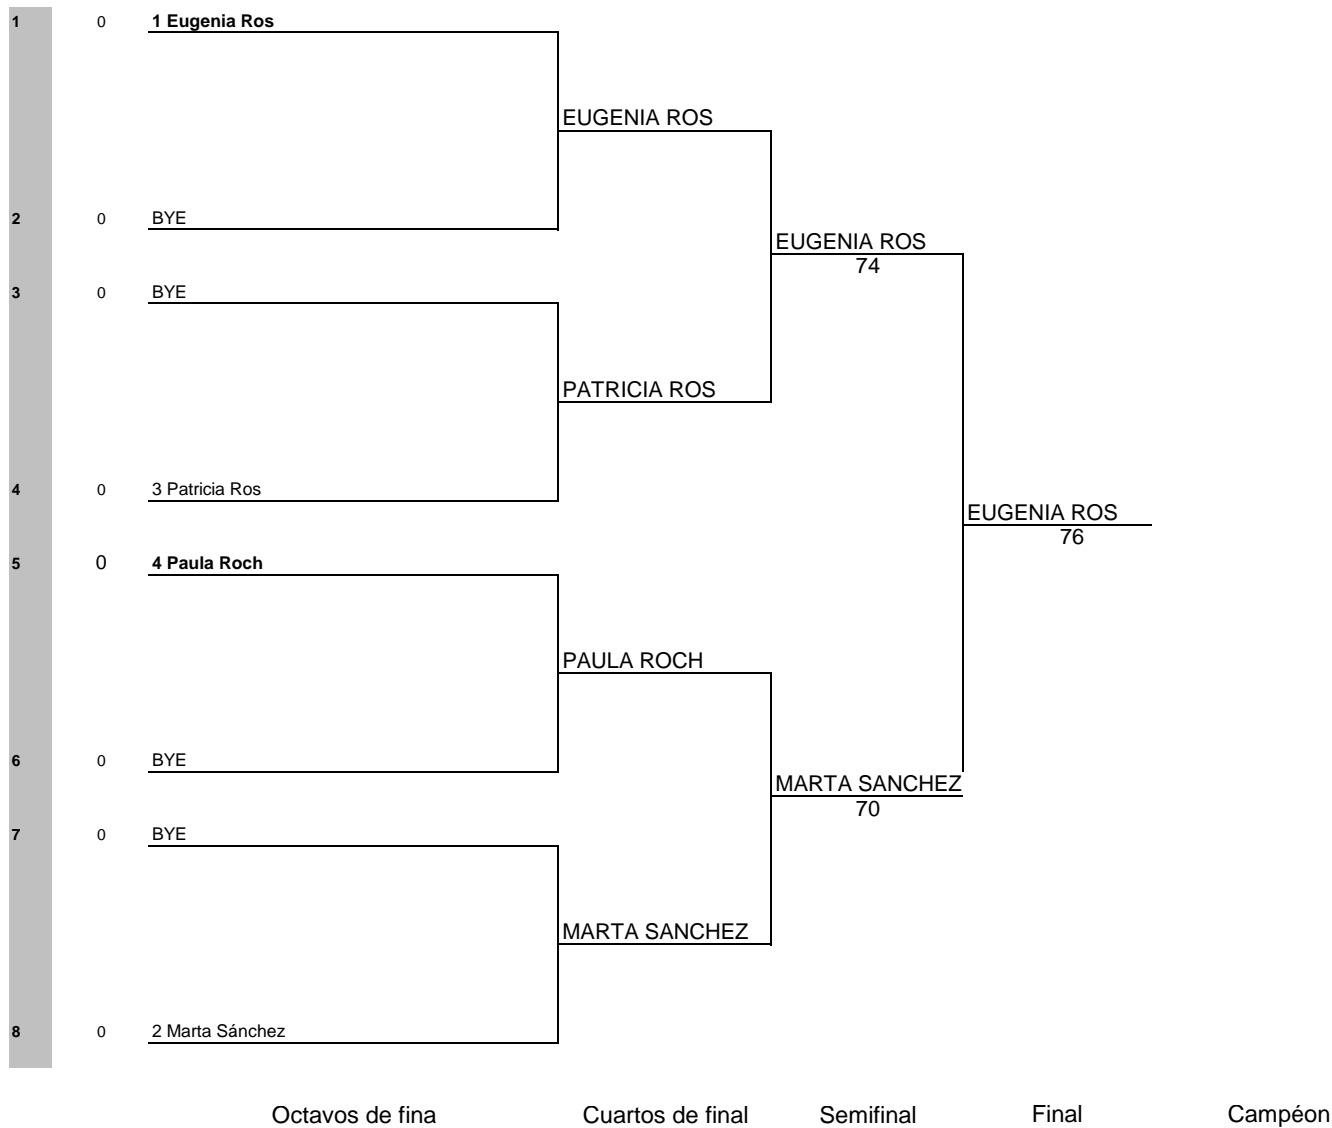 1 0 1 Eugenia Ros
EUGENIA ROS
2 0 BYE
EUGENIA ROS
74
3 0 BYE
PATRICIA ROS
4 0 3 Patricia Ros
EUGENIA ROS
76
5 0 4 Paula Roch
PAULA ROCH
6 0 BYE
MARTA SANCHEZ
70
7 0 BYE
MARTA SANCHEZ
8 0 2 Marta Sánchez
Octavos de fina Cuartos de final Semifinal Final Campéon